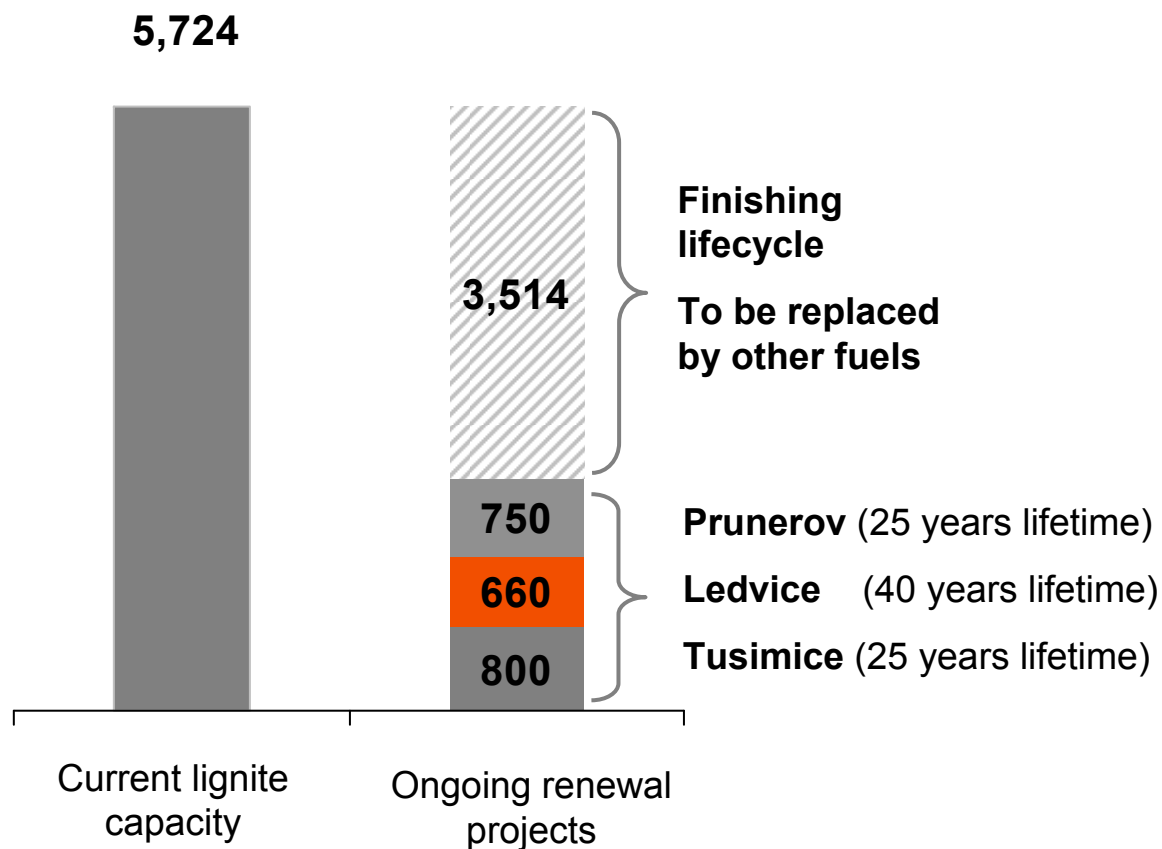 5,724
3,514
Finishing
lifecycle
To be replaced
by other fuels
750
Prunerov (25 years lifetime)
660
Ledvice (40 years lifetime)
800
Tusimice (25 years lifetime)
Current lignite
capacity
Ongoing renewal
projects